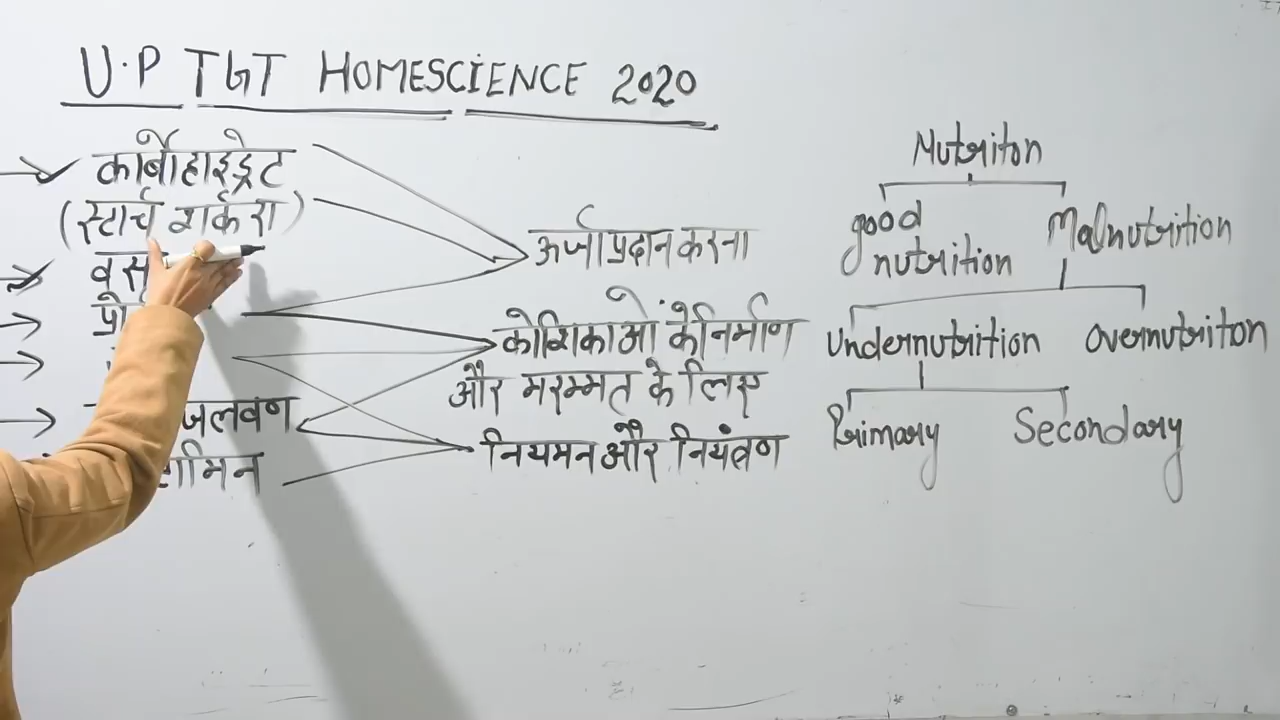 U.P TGT HOMESCIENCE 2020
कार्बोहाइड्रेट
(स्टार्च शर्करा)
ऊर्जा प्रदान करना
कोशिकाओं के निर्माण
और मरम्मत के लिए
नियमन और नियंत्रण
Nutriton
good
nutrition
Malnutrition
Undernutrition
Overnutriton
Primary
Secondary